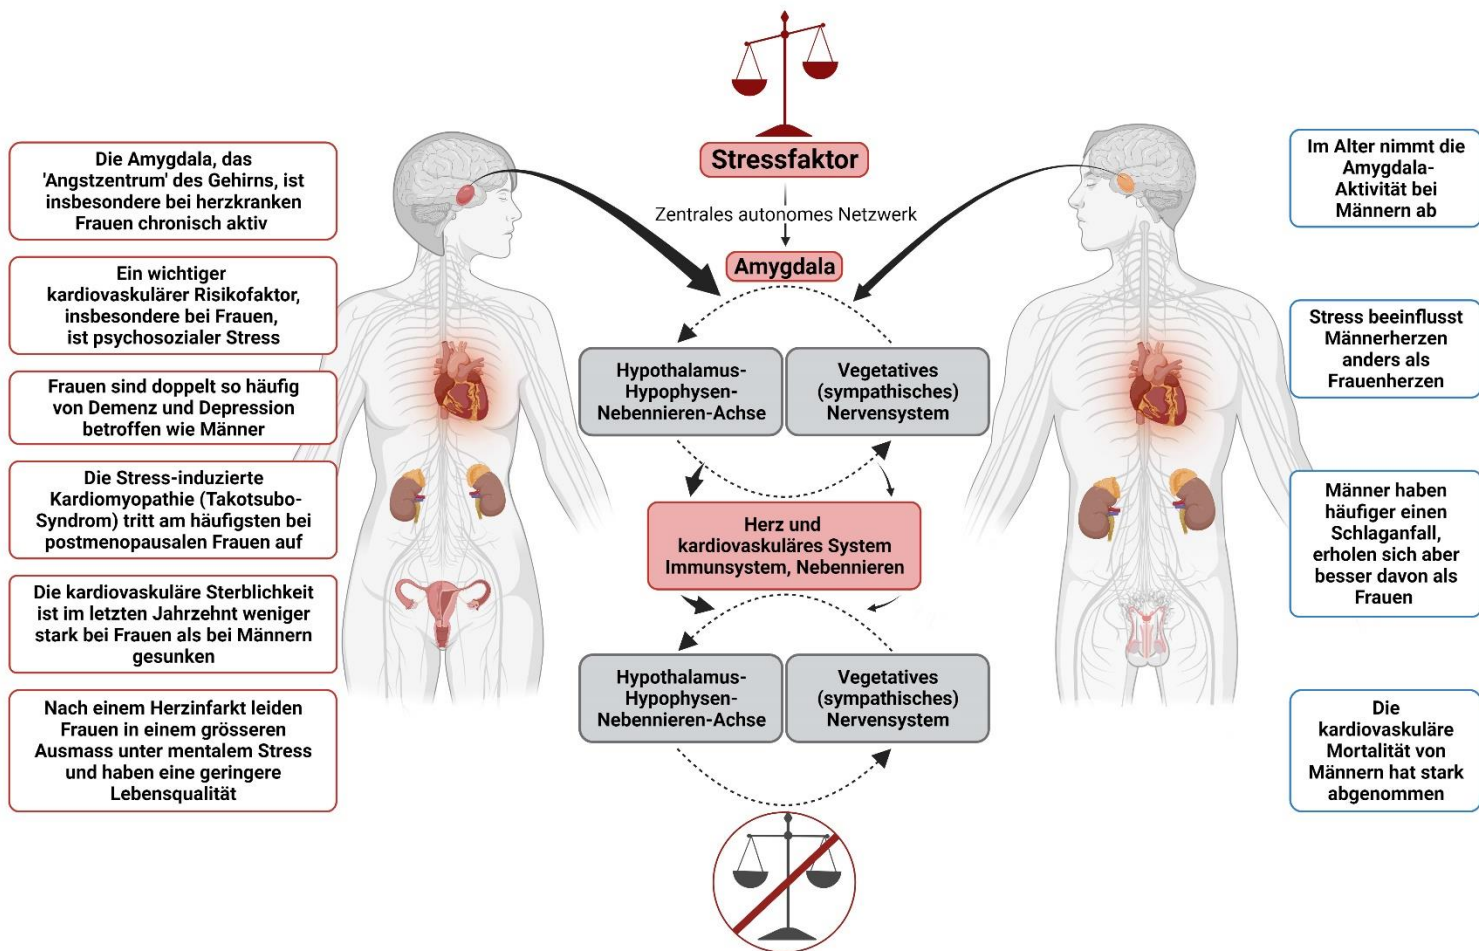 Stressfaktor
Zentrales autonomes Netzwerk
Amygdala
Die Amygdala, das
'Angstzentrum' des Gehirns, ist
insbesondere bei herzkranken
Frauen chronisch aktiv
Ein wichtiger
kardiovaskulärer Risikofaktor,
insbesondere bei Frauen,
ist psychosozialer Stress
Frauen sind doppelt so häufig
von Demenz und Depression
betroffen wie Männer
Die Stress-induzierte
Kardiomyopathie (Takotsubo-
Syndrom) tritt am häufigsten bei
postmenopausalen Frauen auf
Die kardiovaskuläre Sterblichkeit
ist im letzten Jahrzehnt weniger
stark bei Frauen als bei Männern
gesunken
Nach einem Herzinfarkt leiden
Frauen in einem grösseren
Ausmass unter mentalem Stress
und haben eine geringere
Lebensqualität
Hypothalamus-
Hypophysen-
Nebennieren-Achse
Vegetatives
(sympathisches)
Nervensystem
Herz und
kardiovaskuläres System
Immunsystem, Nebennieren
Hypothalamus-
Hypophysen-
Nebennieren-Achse
Vegetatives
(sympathisches)
Nervensystem
Im Alter nimmt die
Amygdala-
Aktivität bei
Männern ab
Stress beeinflusst
Männerherzen
anders als
Frauenherzen
Männer haben
häufiger einen
Schlaganfall,
erholen sich aber
besser davon als
Frauen
Die
kardiovaskuläre
Mortalität von
Männern hat stark
abgenommen